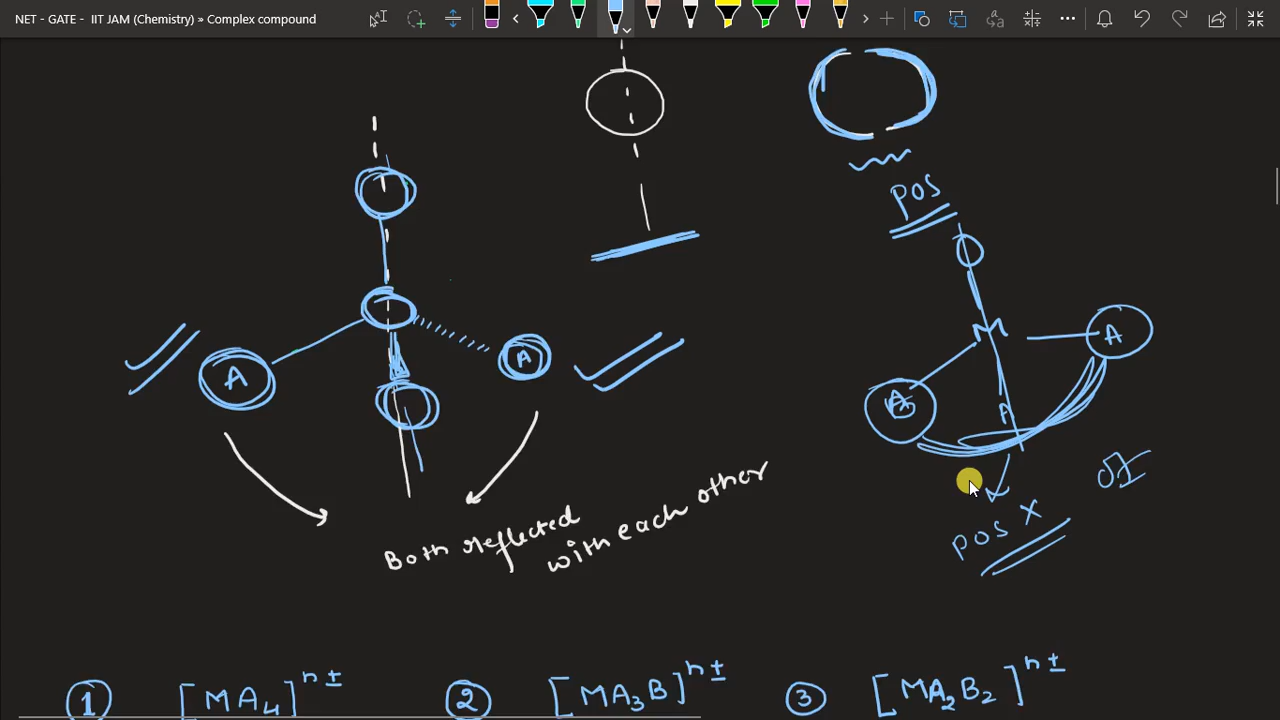 NET - GATE - IIT JAM (Chemistry) » Complex compound
POS
M
A
A
A
A
A
A
Both reflected
with each other
POS X
OI
① [MA₄]ⁿ± ② [MA₃B]ⁿ± ③ [MA₂B₂]ⁿ±